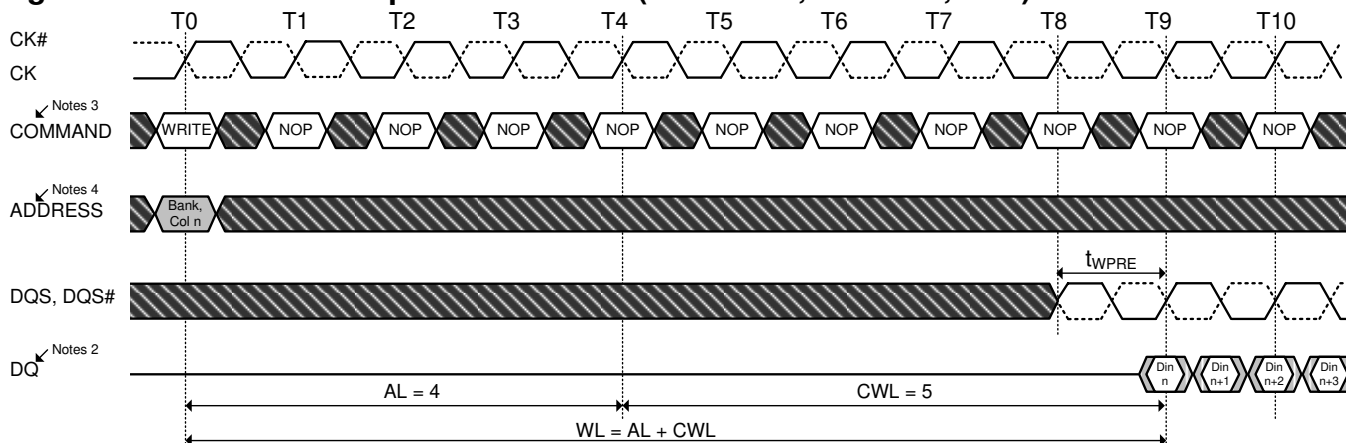 T0 T1 T2 T3 T4 T5 T6 T7 T8 T9 T10
CK#
CK
Notes 3
COMMAND WRITE NOP NOP NOP NOP NOP NOP NOP NOP NOP NOP
Notes 4
ADDRESS
Bank,
Col n
tWPRE
DQS, DQS#
Notes 2
DQ
Din
n
Din
n+1
Din
n+2
Din
n+3
AL = 4 CWL = 5
WL = AL + CWL